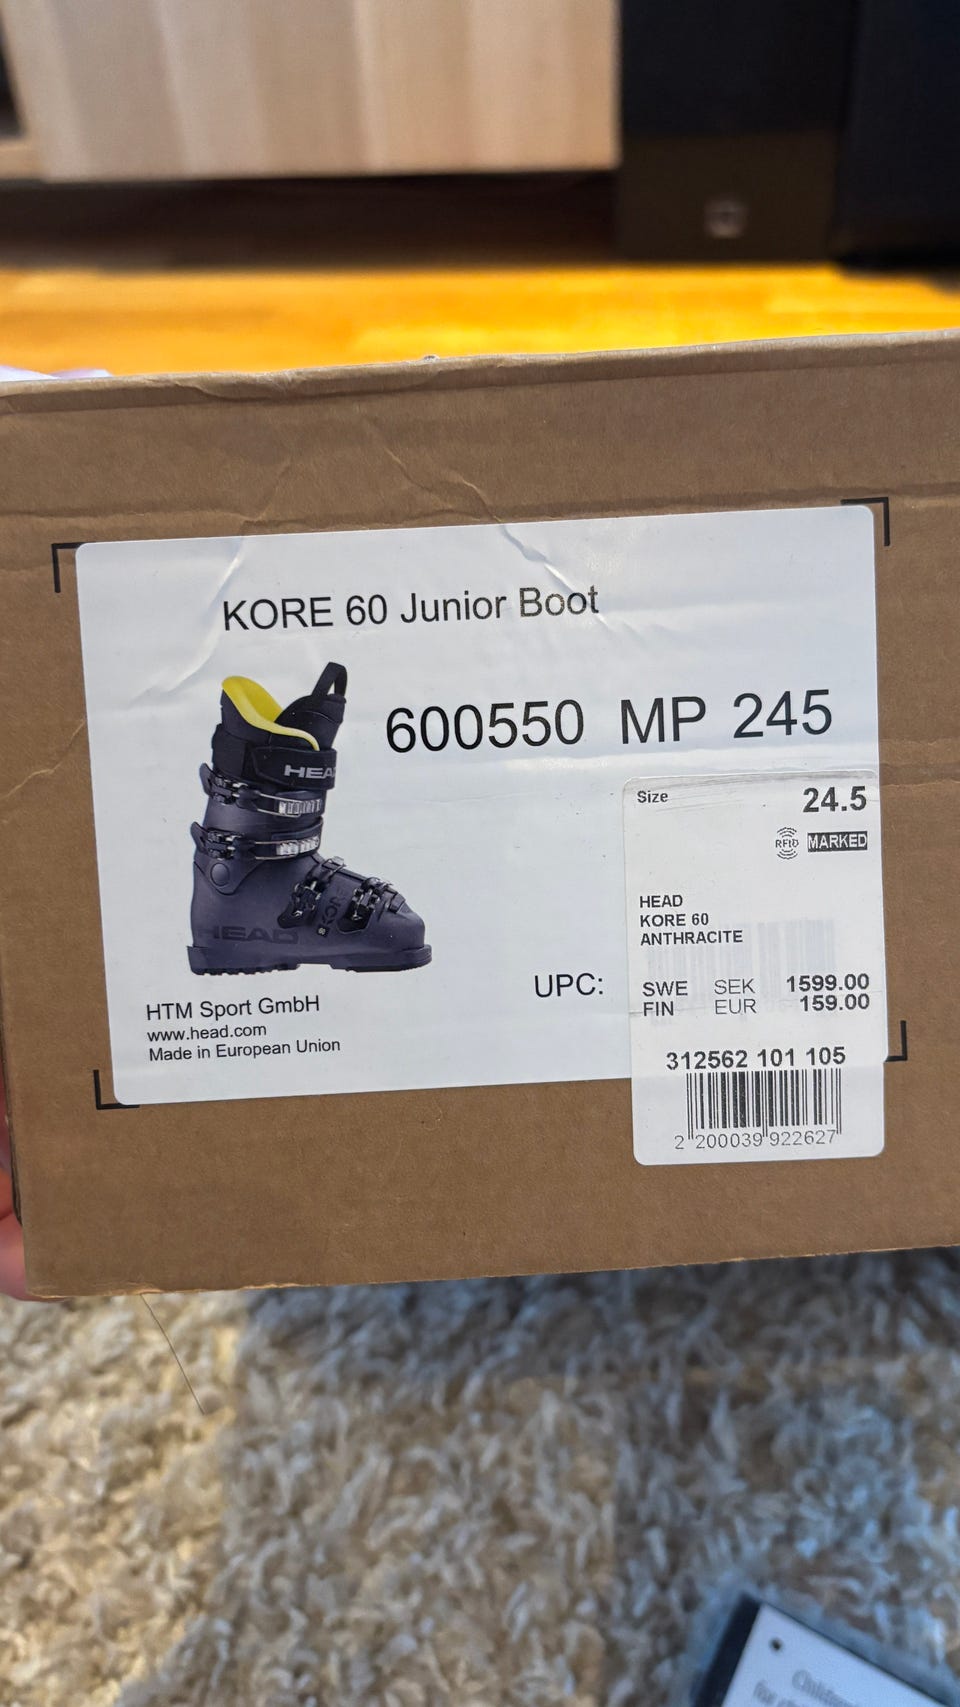 KORE 60 Junior Boot
600550 MP 245
HEAD
HEAD
KORE
Size 24.5
RFID MARKED
HEAD
KORE 60
ANTHRACITE
UPC:
SWE SEK 1599.00
FIN EUR 159.00
HTM Sport GmbH
www.head.com
Made in European Union
312562 101 105
2 200039 922627